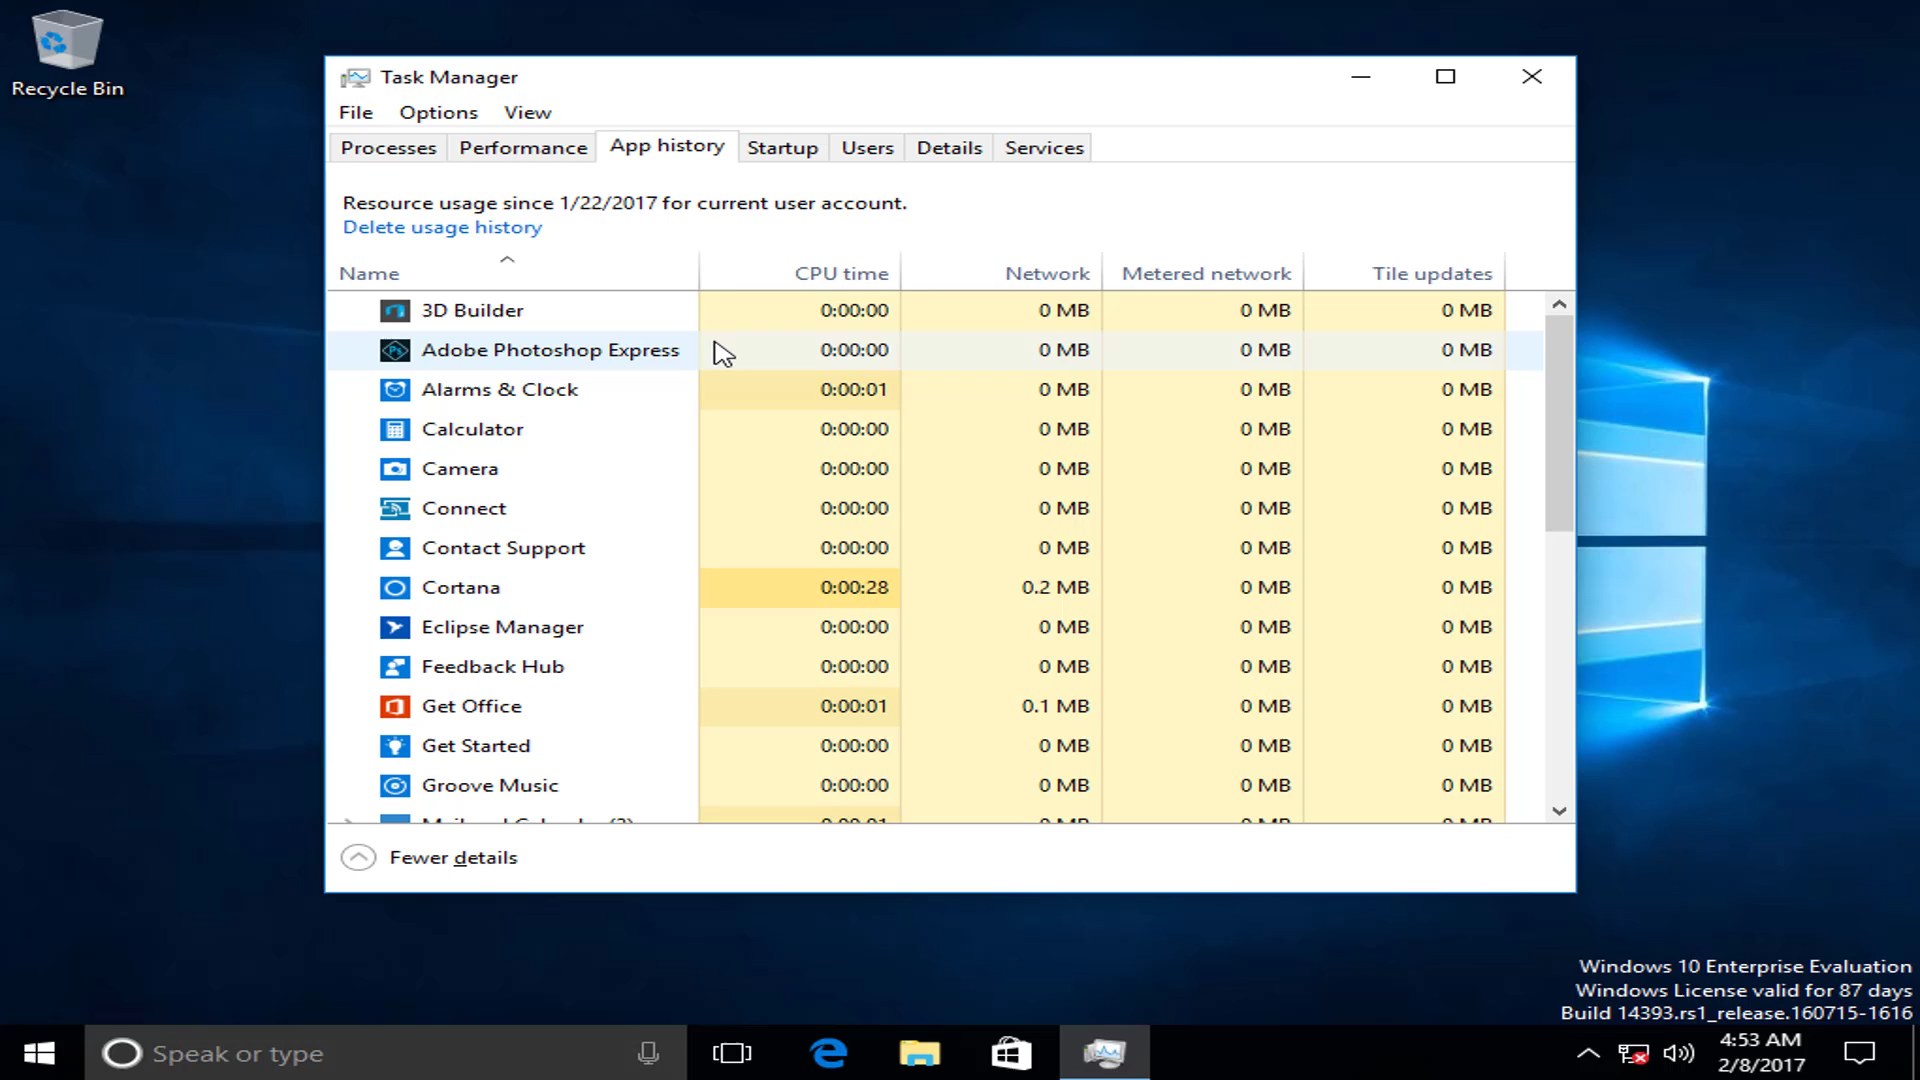 Recycle Bin
Task Manager
File Options View
Processes Performance App history Startup Users Details Services
Resource usage since 1/22/2017 for current user account.
Delete usage history
Name CPU time Network Metered network Tile updates
3D Builder 0:00:00 0 MB 0 MB 0 MB
Adobe Photoshop Express 0:00:00 0 MB 0 MB 0 MB
Alarms & Clock 0:00:01 0 MB 0 MB 0 MB
Calculator 0:00:00 0 MB 0 MB 0 MB
Camera 0:00:00 0 MB 0 MB 0 MB
Connect 0:00:00 0 MB 0 MB 0 MB
Contact Support 0:00:00 0 MB 0 MB 0 MB
Cortana 0:00:28 0.2 MB 0 MB 0 MB
Eclipse Manager 0:00:00 0 MB 0 MB 0 MB
Feedback Hub 0:00:00 0 MB 0 MB 0 MB
Get Office 0:00:01 0.1 MB 0 MB 0 MB
Get Started 0:00:00 0 MB 0 MB 0 MB
Groove Music 0:00:00 0 MB 0 MB 0 MB
Fewer details
Windows 10 Enterprise Evaluation
Windows License valid for 87 days
Build 14393.rs1_release.160715-1616
Speak or type
4:53 AM
2/8/2017